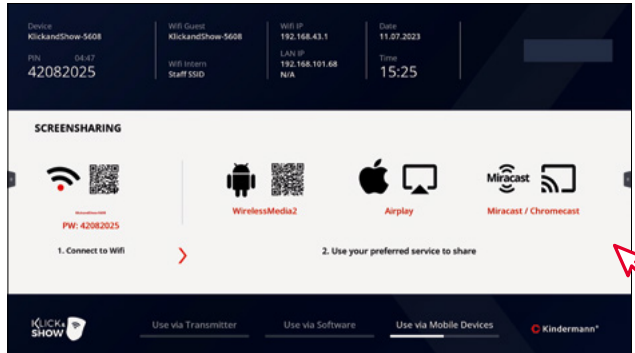 Device
KlickandShow-5608
Wifi Guest
KlickandShow-5608
Wifi IP
192.168.43.1
Date
11.07.2023
PIN 04:47
42082025
Wifi Intern
Staff SSID
LAN IP
192.168.101.68
N/A
Time
15:25
SCREENSHARING
Miracast
KlickandShow-5608
PW: 42082025
WirelessMedia2
Airplay
Miracast / Chromecast
1. Connect to Wifi
2. Use your preferred service to share
KLICK&
SHOW
Use via Transmitter
Use via Software
Use via Mobile Devices
Kindermann